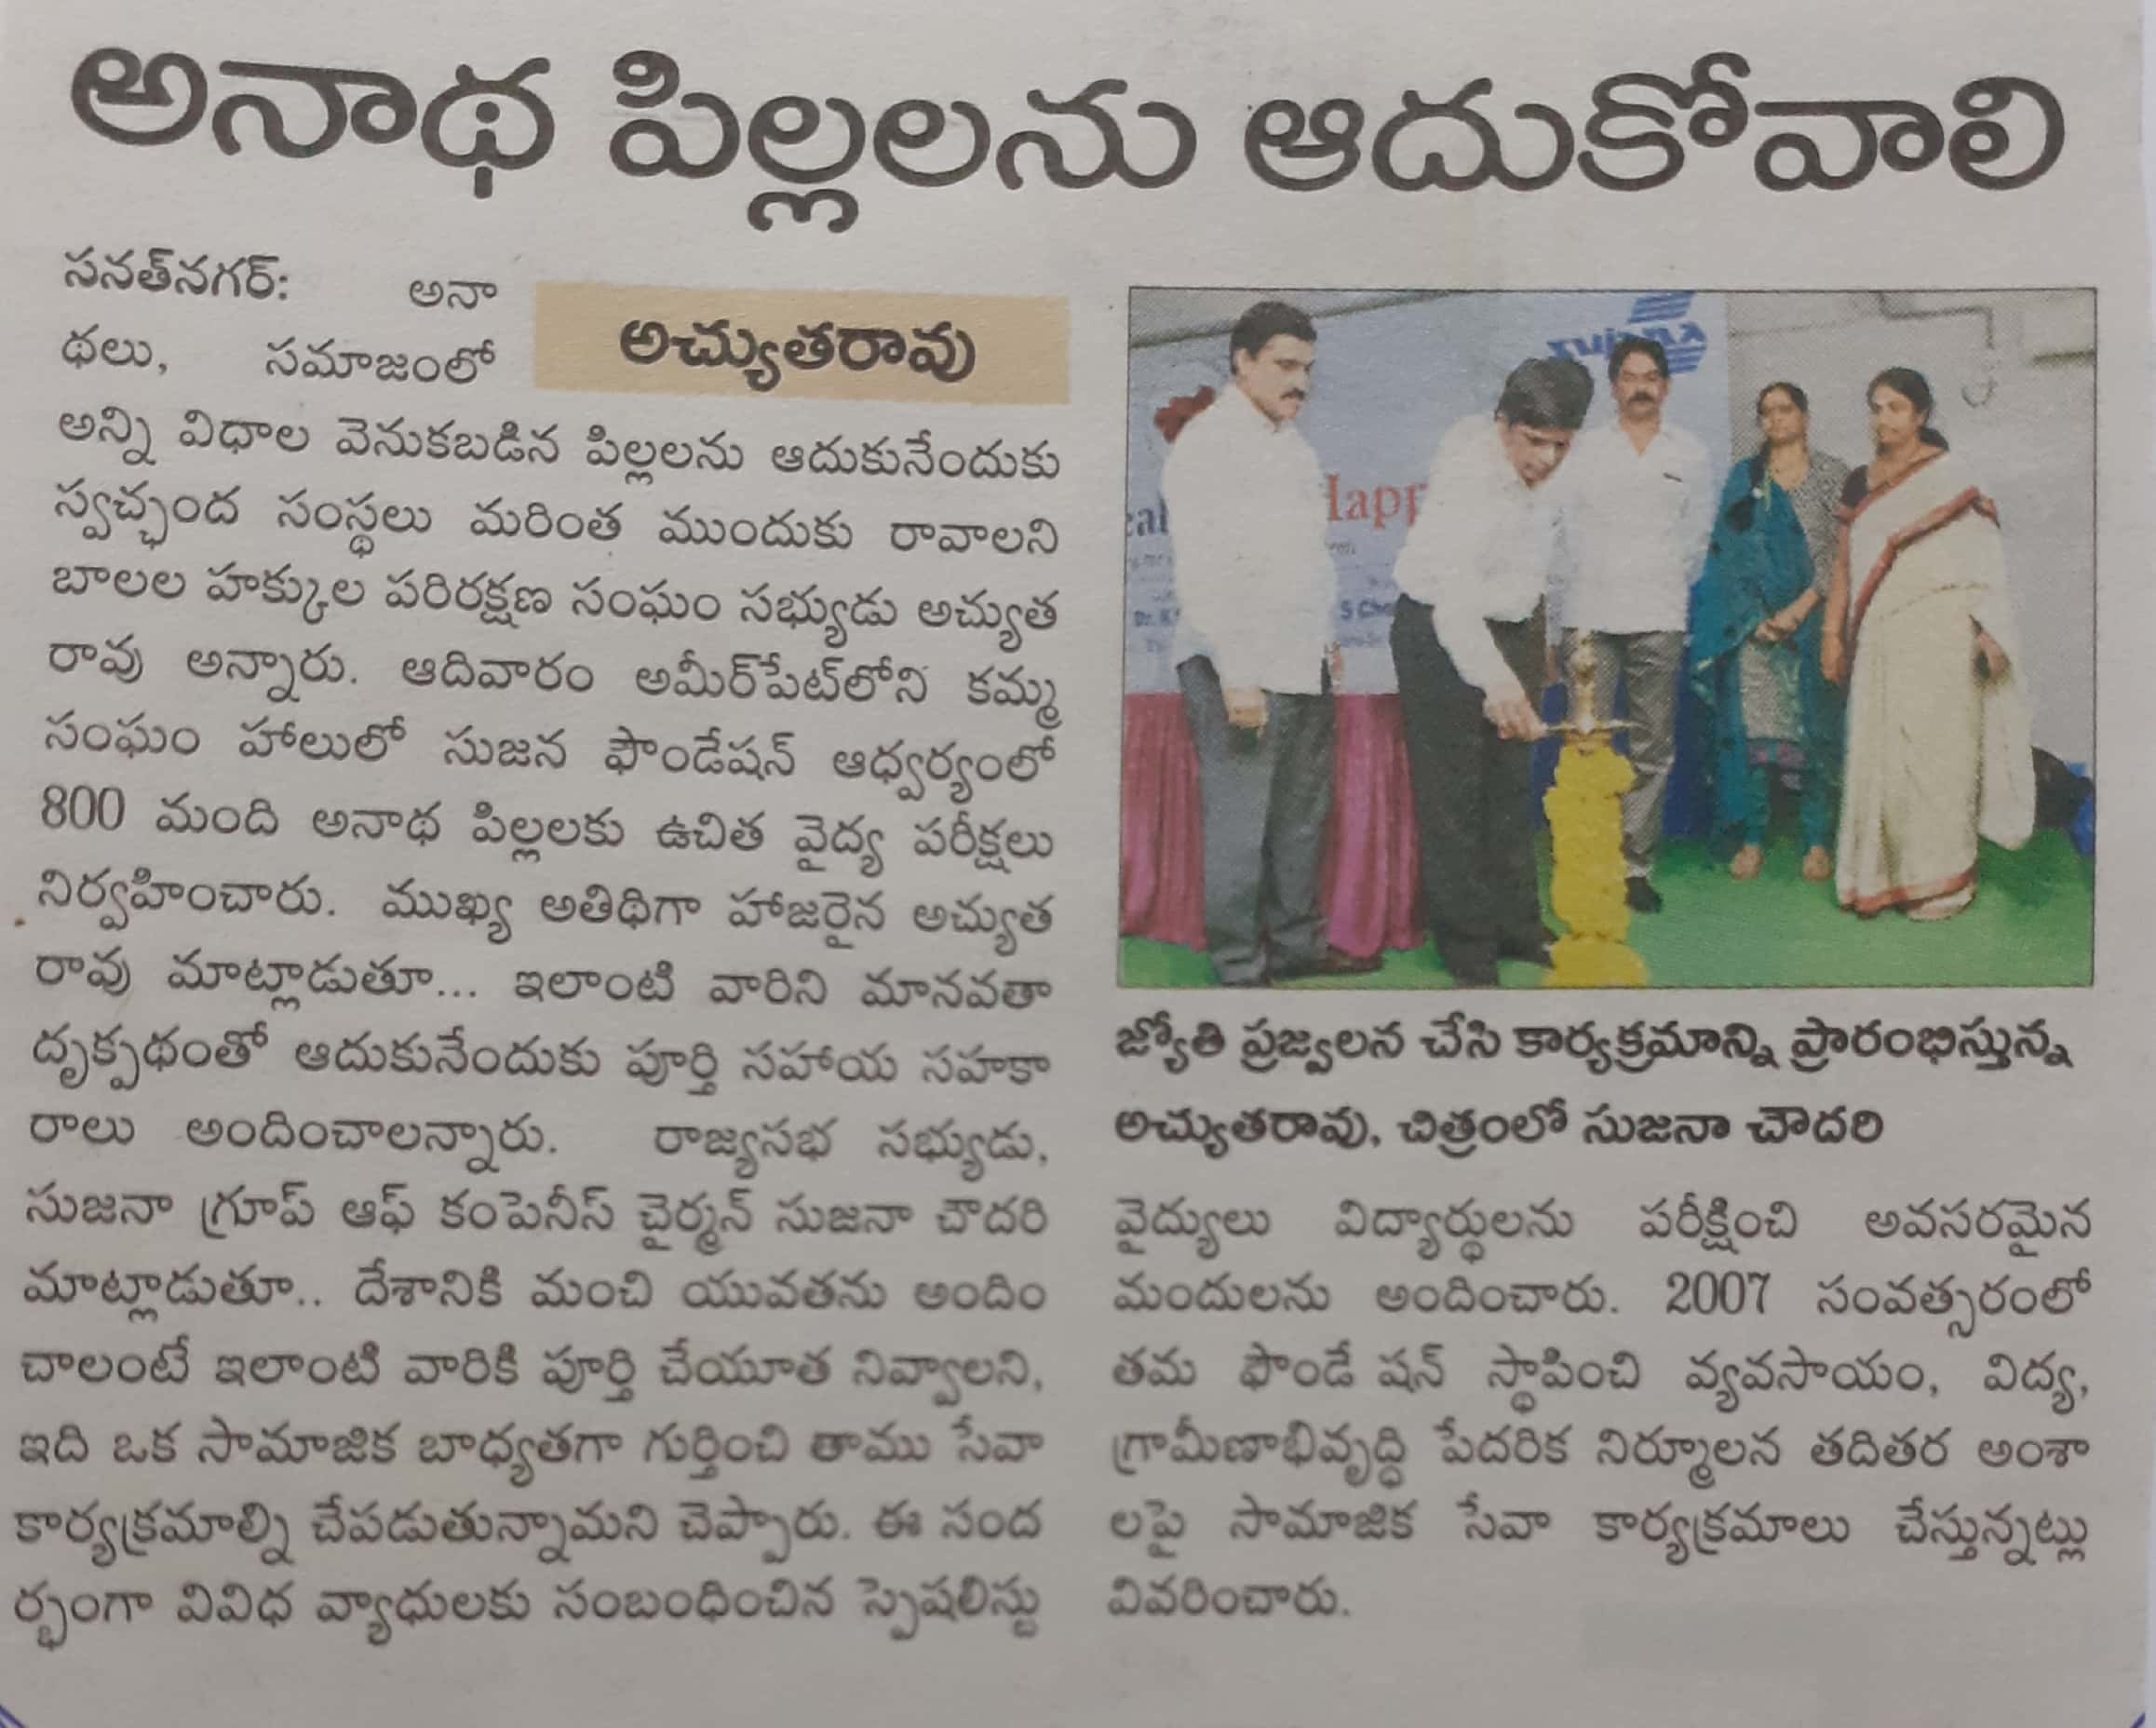 అనాథ పిల్లలను ఆదుకోవాలి
అచ్యుతరావు
సనత్‌నగర్: అనా
థలు, సమాజంలో
అన్ని విధాల వెనుకబడిన పిల్లలను ఆదుకునేందుకు
స్వచ్ఛంద సంస్థలు మరింత ముందుకు రావాలని
బాలల హక్కుల పరిరక్షణ సంఘం సభ్యుడు అచ్యుత
రావు అన్నారు. ఆదివారం అమీర్‌పేట్‌లోని కమ్మ
సంఘం హాలులో సుజన ఫౌండేషన్ ఆధ్వర్యంలో
800 మంది అనాథ పిల్లలకు ఉచిత వైద్య పరీక్షలు
నిర్వహించారు. ముఖ్య అతిథిగా హాజరైన అచ్యుత
రావు మాట్లాడుతూ... ఇలాంటి వారిని మానవతా
దృక్పథంతో ఆదుకునేందుకు పూర్తి సహాయ సహకా
రాలు అందించాలన్నారు. రాజ్యసభ సభ్యుడు,
సుజనా గ్రూప్ ఆఫ్ కంపెనీస్ చైర్మన్ సుజనా చౌదరి
మాట్లాడుతూ.. దేశానికి మంచి యువతను అందిం
చాలంటే ఇలాంటి వారికి పూర్తి చేయూత నివ్వాలని,
ఇది ఒక సామాజిక బాధ్యతగా గుర్తించి తాము సేవా
కార్యక్రమాల్ని చేపడుతున్నామని చెప్పారు. ఈ సంద
ర్భంగా వివిధ వ్యాధులకు సంబంధించిన స్పెషలిస్టు
sujana
Happ
జ్యోతి ప్రజ్వలన చేసి కార్యక్రమాన్ని ప్రారంభిస్తున్న
అచ్యుతరావు, చిత్రంలో సుజనా చౌదరి
వైద్యులు విద్యార్థులను పరీక్షించి అవసరమైన
మందులను అందించారు. 2007 సంవత్సరంలో
తమ ఫౌండే షన్ స్థాపించి వ్యవసాయం, విద్య,
గ్రామీణాభివృద్ధి పేదరిక నిర్మూలన తదితర అంశా
లపై సామాజిక సేవా కార్యక్రమాలు చేస్తున్నట్లు
వివరించారు.